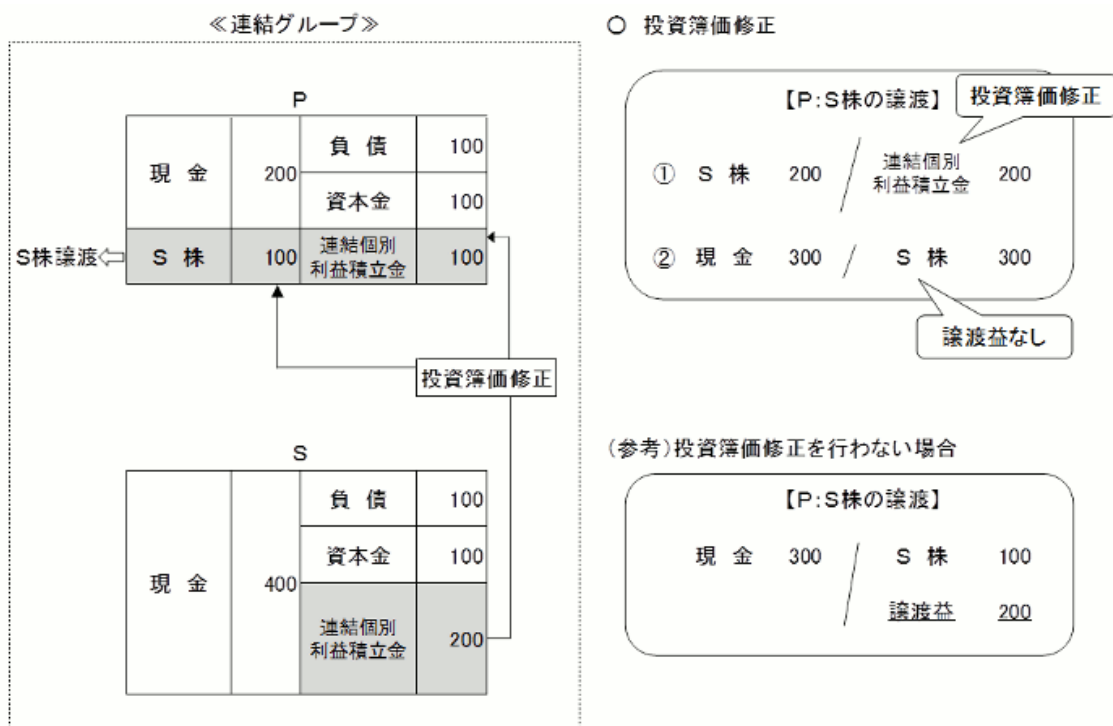 ≪連結グループ≫
P
現 金 200 負 債 100
資本金 100
S株譲渡 S 株 100 連結個別
利益積立金 100
投資簿価修正
S
現 金 400 負 債 100
資本金 100
連結個別
利益積立金 200
○ 投資簿価修正
【P:S株の譲渡】
投資簿価修正
① S 株 200 / 連結個別
利益積立金 200
② 現 金 300 / S 株 300
譲渡益なし
(参考)投資簿価修正を行わない場合
【P:S株の譲渡】
現 金 300 / S 株 100
譲渡益 200